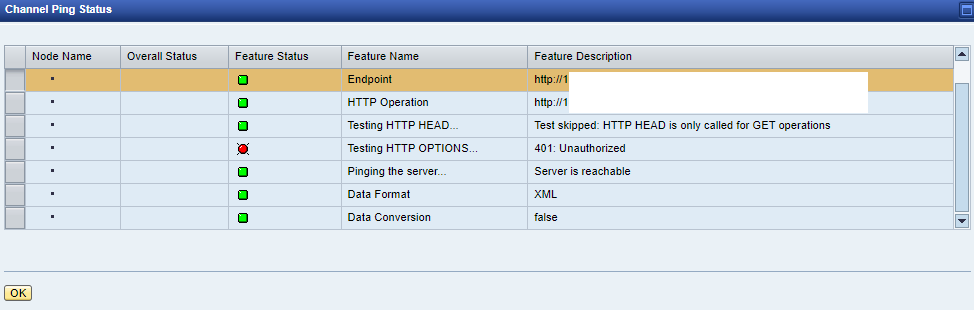 Channel Ping Status
Node Name Overall Status Feature Status Feature Name Feature Description
Endpoint http://1
HTTP Operation http://1
Testing HTTP HEAD... Test skipped: HTTP HEAD is only called for GET operations
Testing HTTP OPTIONS... 401: Unauthorized
Pinging the server... Server is reachable
Data Format XML
Data Conversion false
OK